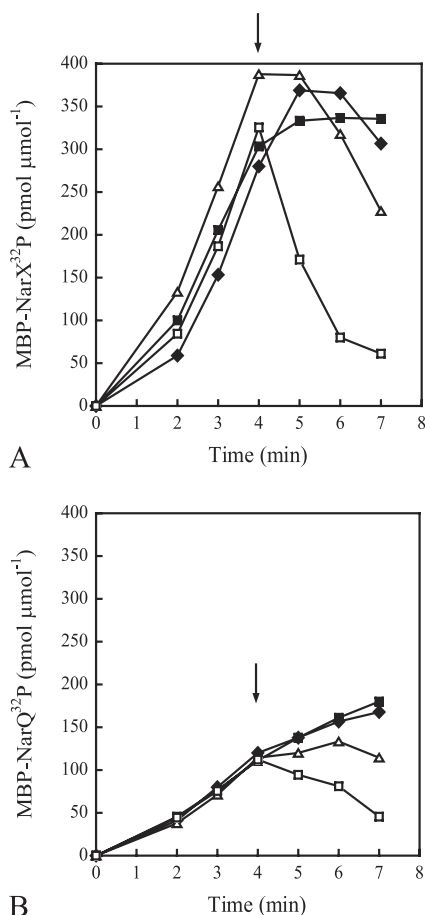 400
350
300
250
200
150
100
50
0
MBP-NarX³²P (pmol μmol⁻¹)
0 1 2 3 4 5 6 7 8
Time (min)
A
400
350
300
250
200
150
100
50
0
MBP-NarQ³²P (pmol μmol⁻¹)
0 1 2 3 4 5 6 7 8
Time (min)
B